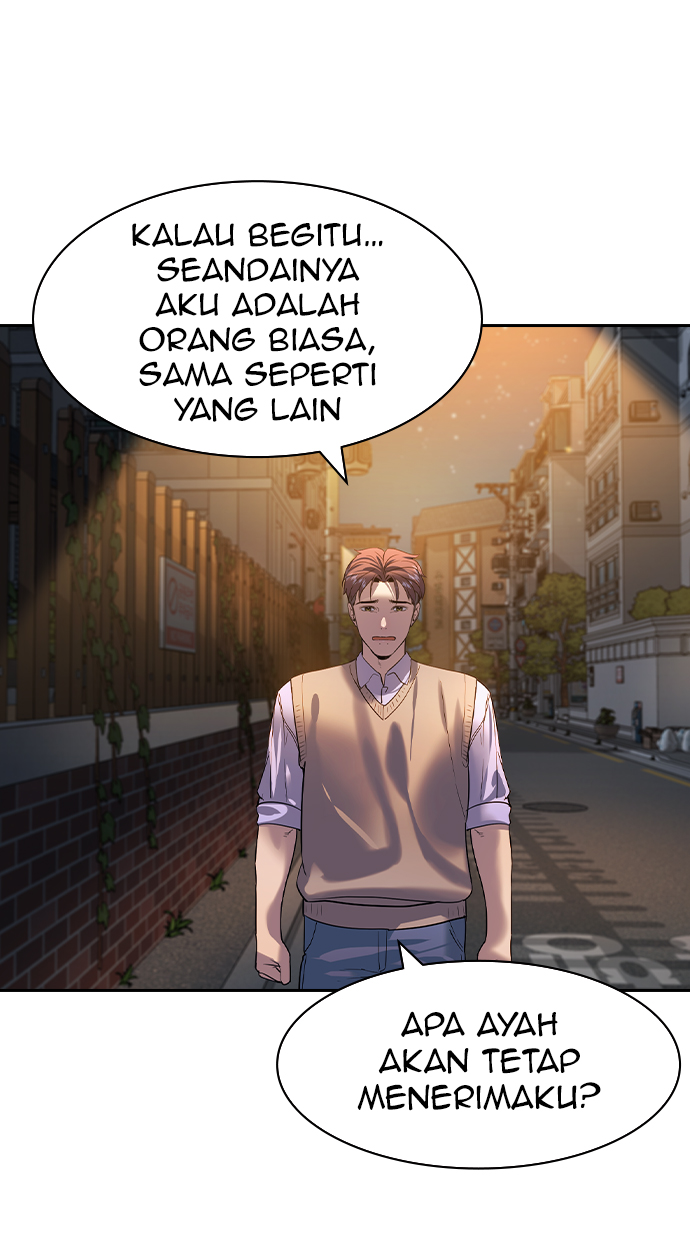 KALAU BEGITU...
SEANDAINYA
AKU ADALAH
ORANG BIASA,
SAMA SEPERTI
YANG LAIN
APA AYAH
AKAN TETAP
MENERIMAKU?